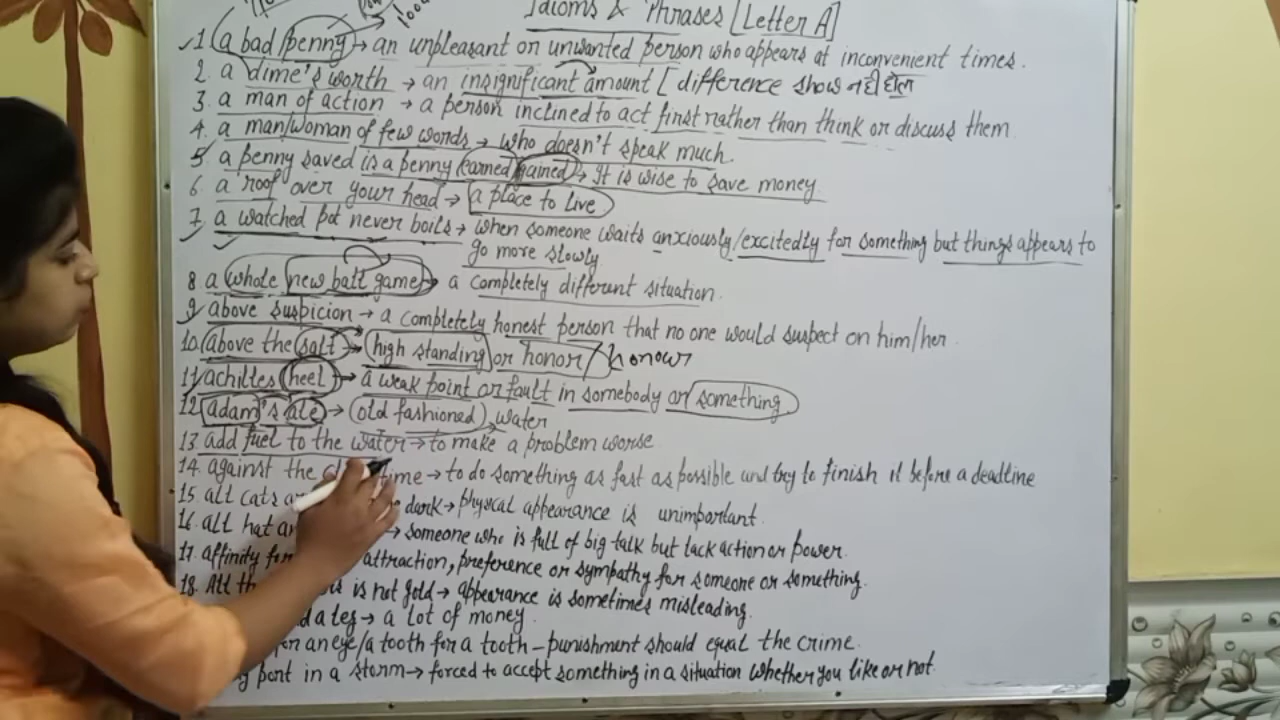 1000
Idioms & Phrases [Letter A]
1. a bad penny → an unpleasant or unwanted person who appears at inconvenient times.
2. a dime's worth → an insignificant amount [difference show नही होल
3. a man of action → a person inclined to act first rather than think or discuss them
4. a man/woman of few words → who doesn't speak much.
5 a penny saved is a penny (earned) gained → It is wise to save money
6. a roof over your head → a place to live
7. a watched pot never boils → when someone waits anxiously/excitedly for something but things appears to
go more slowly
8 a whole new ball game → a completely different situation.
9. above suspicion → a completely honest person that no one would suspect on him/her.
10. above the salt → high standing or honor/honour
11. achilles heel → a weak point or fault in somebody or something
12. adam's ale → (old fashioned) water
13. add fuel to the water → to make a problem worse
14. against the time → to do something as fast as possible and try to finish it before a deadline
15. all cats dark → physical appearance is unimportant.
16. all hat → someone who is full of big talk but lack action or power.
17. affinity for attraction, preference or sympathy for someone or something.
18. All is not gold → appearance is sometimes misleading.
a leg → a lot of money.
an eye/a tooth for a tooth – punishment should equal the crime.
port in a storm → forced to accept something in a situation whether you like or not.